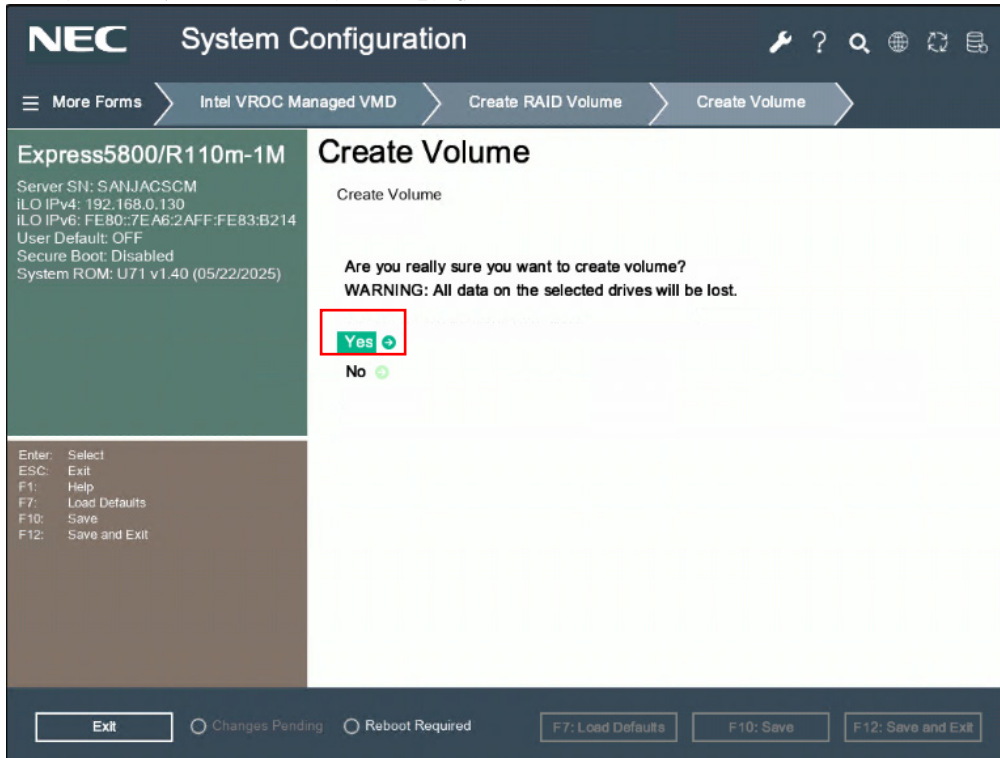 NEC
System Configuration
?
More Forms
Intel VROC Managed VMD
Create RAID Volume
Create Volume
Express5800/R110m-1M
Server SN: SANJACSCM
iLO IPv4: 192.168.0.130
iLO IPv6: FE80::7EA6:2AFF:FE83:B214
User Default: OFF
Secure Boot: Disabled
System ROM: U71 v1.40 (05/22/2025)
Create Volume
Create Volume
Are you really sure you want to create volume?
WARNING: All data on the selected drives will be lost.
Yes
No
Enter: Select
ESC: Exit
F1: Help
F7: Load Defaults
F10: Save
F12: Save and Exit
Exit
Changes Pending
Reboot Required
F7: Load Defaults
F10: Save
F12: Save and Exit